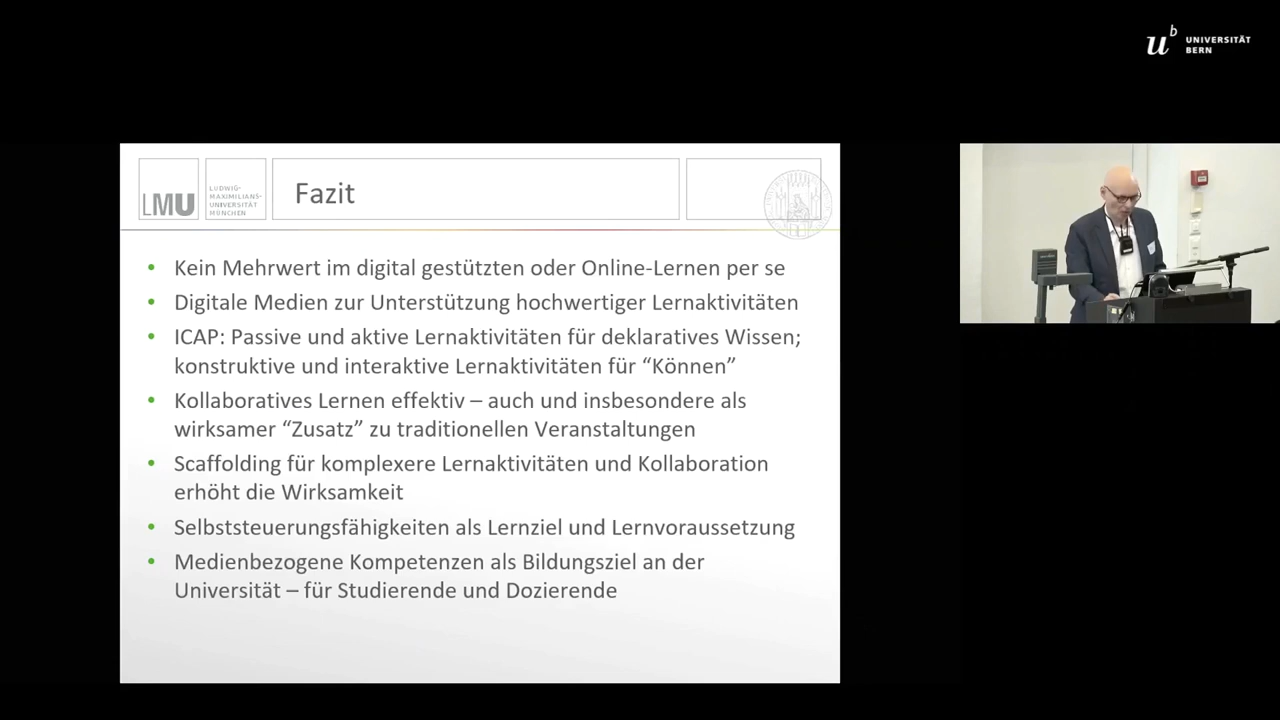 u
b
UNIVERSITÄT
BERN
LMU
LUDWIG-
MAXIMILIANS-
UNIVERSITÄT
MÜNCHEN
Fazit
• Kein Mehrwert im digital gestützten oder Online-Lernen per se
• Digitale Medien zur Unterstützung hochwertiger Lernaktivitäten
• ICAP: Passive und aktive Lernaktivitäten für deklaratives Wissen;
konstruktive und interaktive Lernaktivitäten für “Können”
• Kollaboratives Lernen effektiv – auch und insbesondere als
wirksamer “Zusatz” zu traditionellen Veranstaltungen
• Scaffolding für komplexere Lernaktivitäten und Kollaboration
erhöht die Wirksamkeit
• Selbststeuerungsfähigkeiten als Lernziel und Lernvoraussetzung
• Medienbezogene Kompetenzen als Bildungsziel an der
Universität – für Studierende und Dozierende